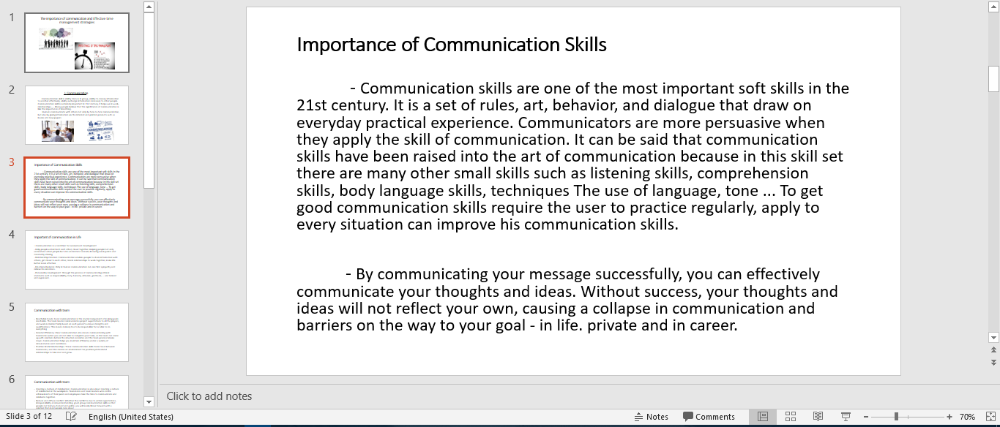 1
The importance of communication and Effective time
management strategies
2
1. Communication
3
Importance of Communication Skills
4
Important of communication in Life
5
Communication with team
6
Communication with team
Importance of Communication Skills
- Communication skills are one of the most important soft skills in the
21st century. It is a set of rules, art, behavior, and dialogue that draw on
everyday practical experience. Communicators are more persuasive when
they apply the skill of communication. It can be said that communication
skills have been raised into the art of communication because in this skill set
there are many other small skills such as listening skills, comprehension
skills, body language skills, techniques The use of language, tone ... To get
good communication skills require the user to practice regularly, apply to
every situation can improve his communication skills.
- By communicating your message successfully, you can effectively
communicate your thoughts and ideas. Without success, your thoughts and
ideas will not reflect your own, causing a collapse in communication and
barriers on the way to your goal - in life. private and in career.
Click to add notes
Slide 3 of 12 English (United States) Notes Comments 70%